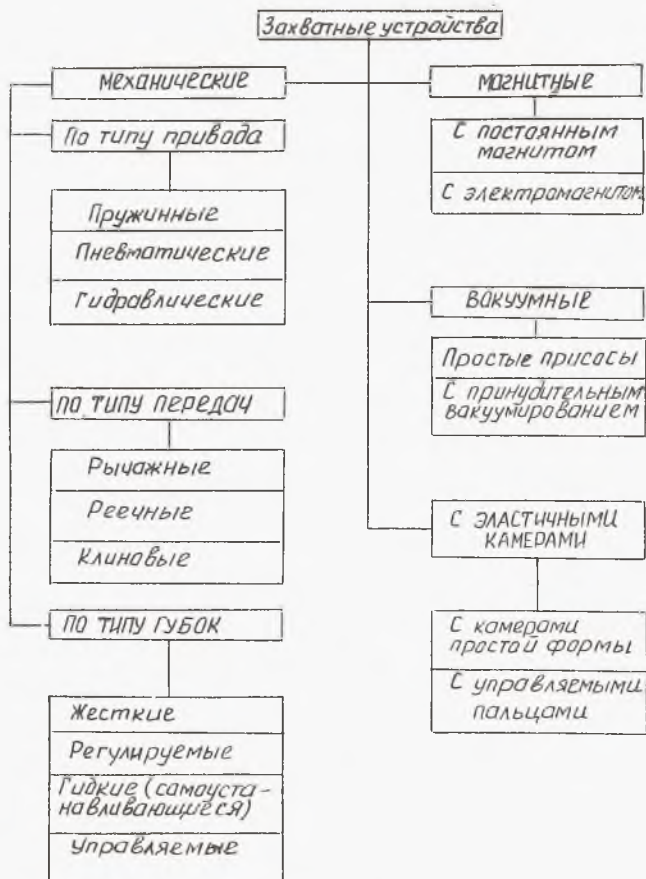 Захватные устройства
механические
По типу привода
Пружинные
Пневматические
Гидравлические
ПО ТИПУ ПЕРЕДАЧ
Рычажные
Реечные
Клиновые
ПО ТИПУ ГУБОК
Жесткие
Регулируемые
Гидкие (самоуста-
навливающиеся)
Управляемые
МАГНИТНЫЕ
С постоянным
магнитом
С электромагнитом
ВАКУУМНЫЕ
Простые присосы
С принудительным
вакуумированием
С ЭЛАСТИЧНЫМИ
КАМЕРАМИ
С камерами
простой формы
С управляемыми
пальцами